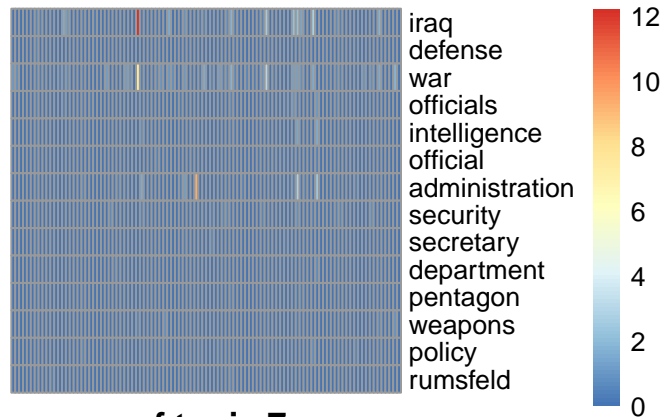 iraq
defense
war
officials
intelligence
official
administration
security
secretary
department
pentagon
weapons
policy
rumsfeld
12
10
8
6
4
2
0